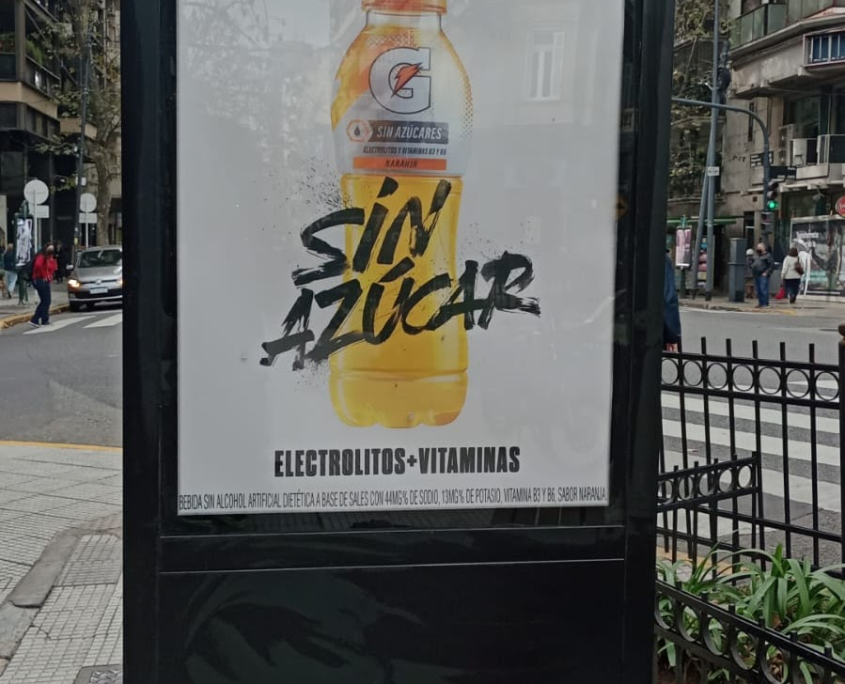 G
SIN AZÚCARES
ELECTROLITOS Y VITAMINAS B3 Y B6
NARANJA
SÍN
AZÚCAR
ELECTROLITOS+VITAMINAS
BEBIDA SIN ALCOHOL ARTIFICIAL DIETÉTICA A BASE DE SALES CON 44MG% DE SODIO, 13MG% DE POTASIO, VITAMINA B3 Y B6, SABOR NARANJA.